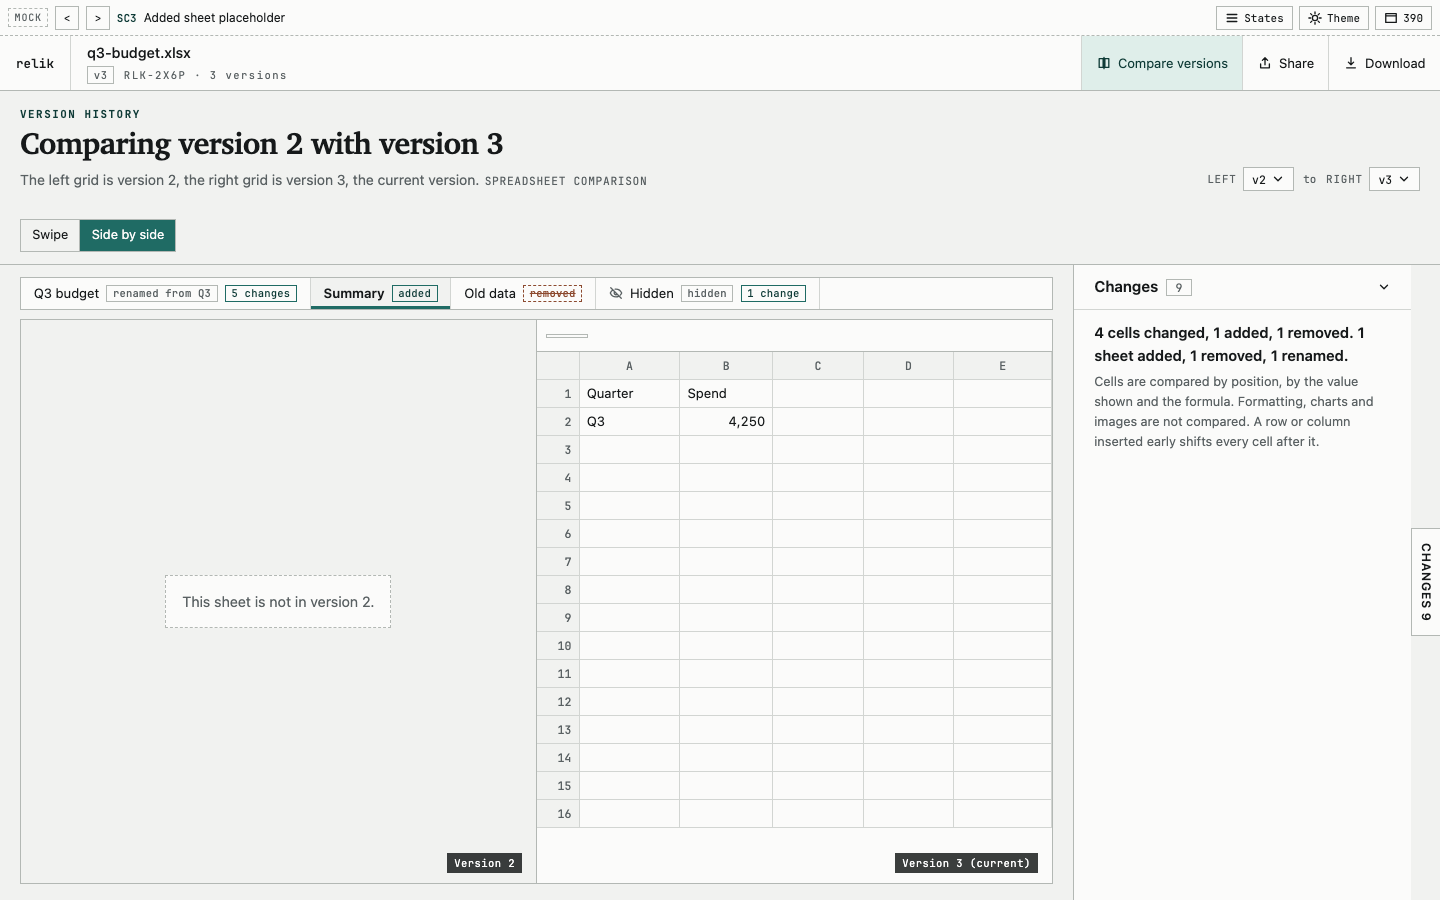 MOCK < > SC3 Added sheet placeholder States Theme 390
relik q3-budget.xlsx Compare versions Share Download
v3 RLK-2X6P · 3 versions
VERSION HISTORY
Comparing version 2 with version 3
The left grid is version 2, the right grid is version 3, the current version. SPREADSHEET COMPARISON LEFT v2 to RIGHT v3
Swipe Side by side
Q3 budget renamed from Q3 5 changes Summary added Old data removed Hidden hidden 1 change
This sheet is not in version 2.
Version 2
A B C D E
1 Quarter Spend
2 Q3 4,250
3
4
5
6
7
8
9
10
11
12
13
14
15
16
Version 3 (current)
Changes 9
4 cells changed, 1 added, 1 removed. 1
sheet added, 1 removed, 1 renamed.
Cells are compared by position, by the value
shown and the formula. Formatting, charts and
images are not compared. A row or column
inserted early shifts every cell after it.
CHANGES 9